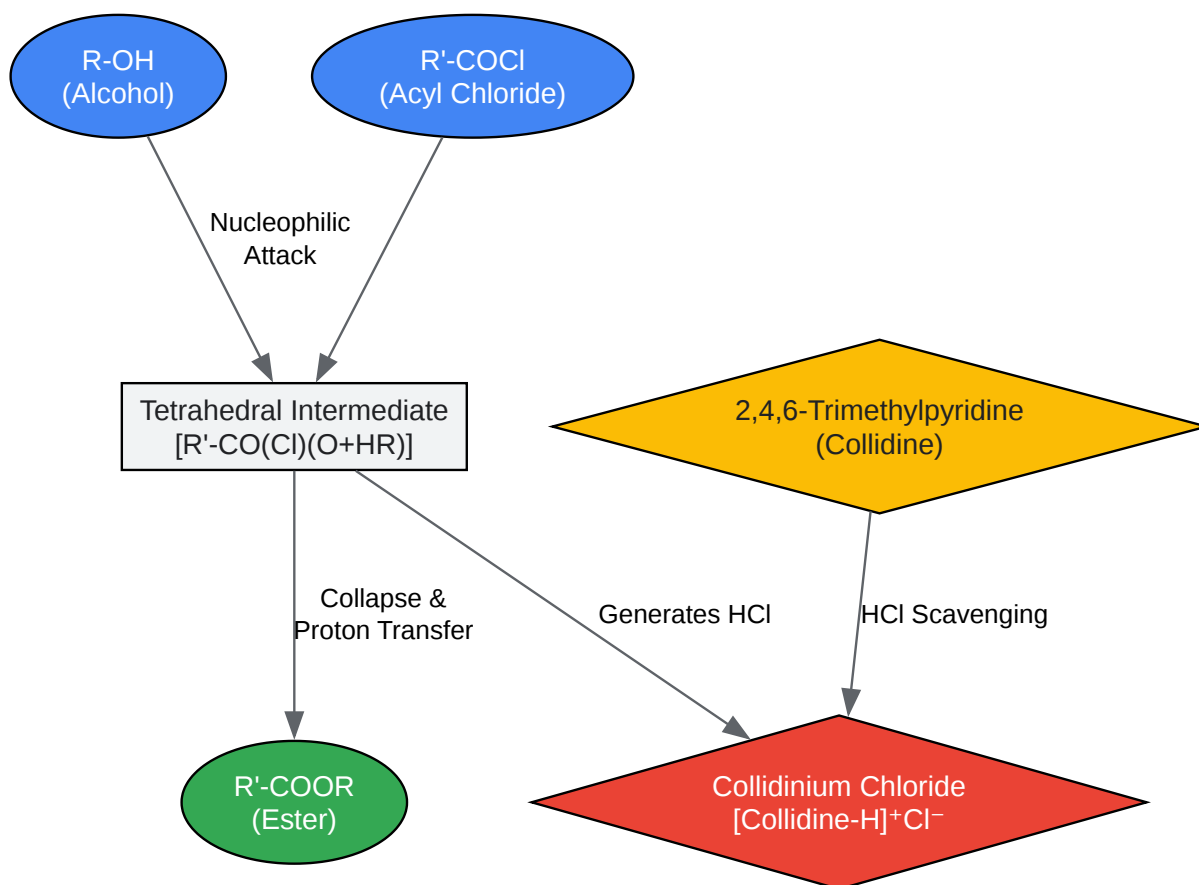 R-OH
(Alcohol)
R'-COCl
(Acyl Chloride)
Nucleophilic
Attack
Tetrahedral Intermediate
[R'-CO(Cl)(O+HR)]
2,4,6-Trimethylpyridine
(Collidine)
Collapse &
Proton Transfer
Generates HCl
HCl Scavenging
R'-COOR
(Ester)
Collidinium Chloride
[Collidine-H]⁺Cl⁻